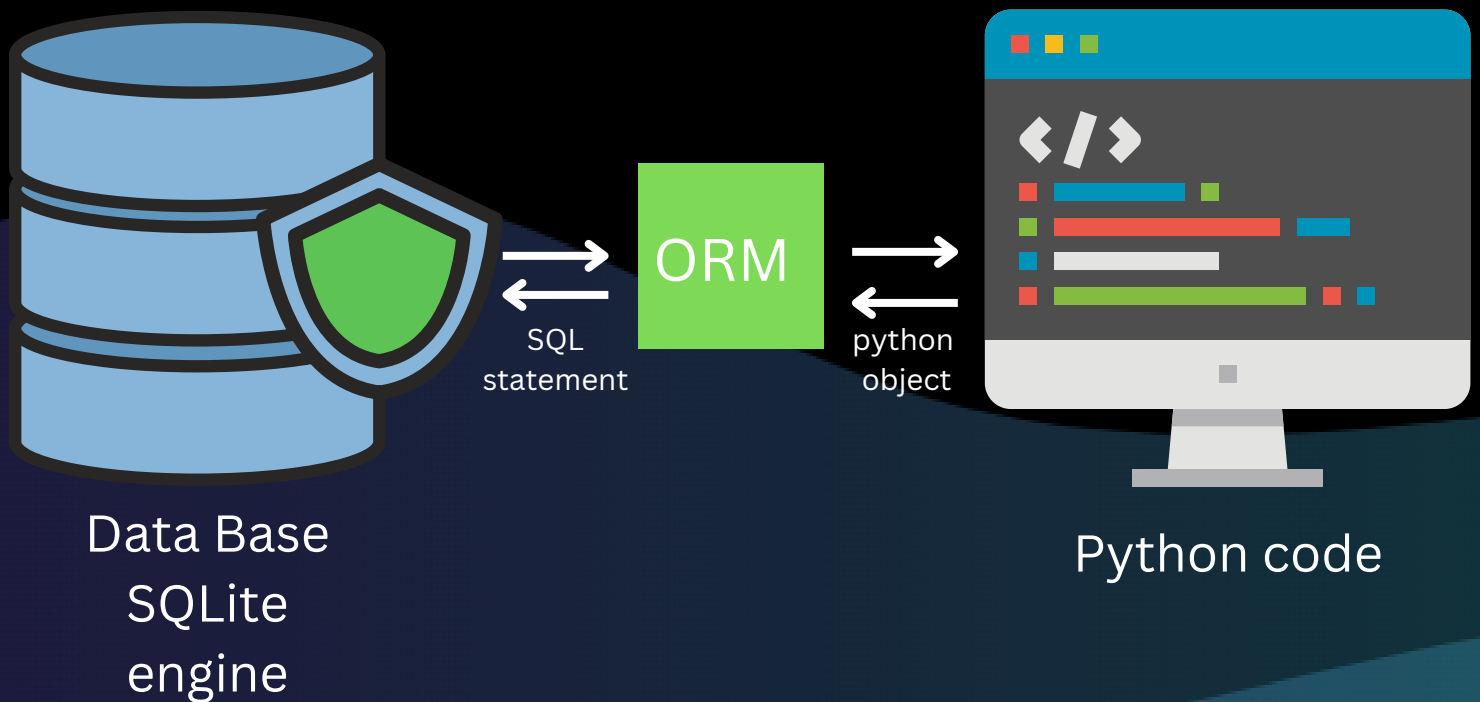 ORM
SQL
statement
python
object
</>
Data Base
SQLite
engine
Python code